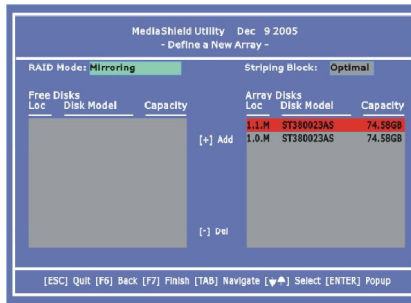 MediaShield Utility Dec 9 2005
- Define a New Array -
RAID Mode: Mirroring
Striping Block: Optimal
Free Disks
Loc Disk Model Capacity
Array Disks
Loc Disk Model Capacity
1.1.M ST380023AS 74.58GB
1.0.M ST380023AS 74.58GB
[+] Add
[-] Del
[ESC] Quit [F6] Back [F7] Finish [TAB] Navigate [↓↑] Select [ENTER] Popup